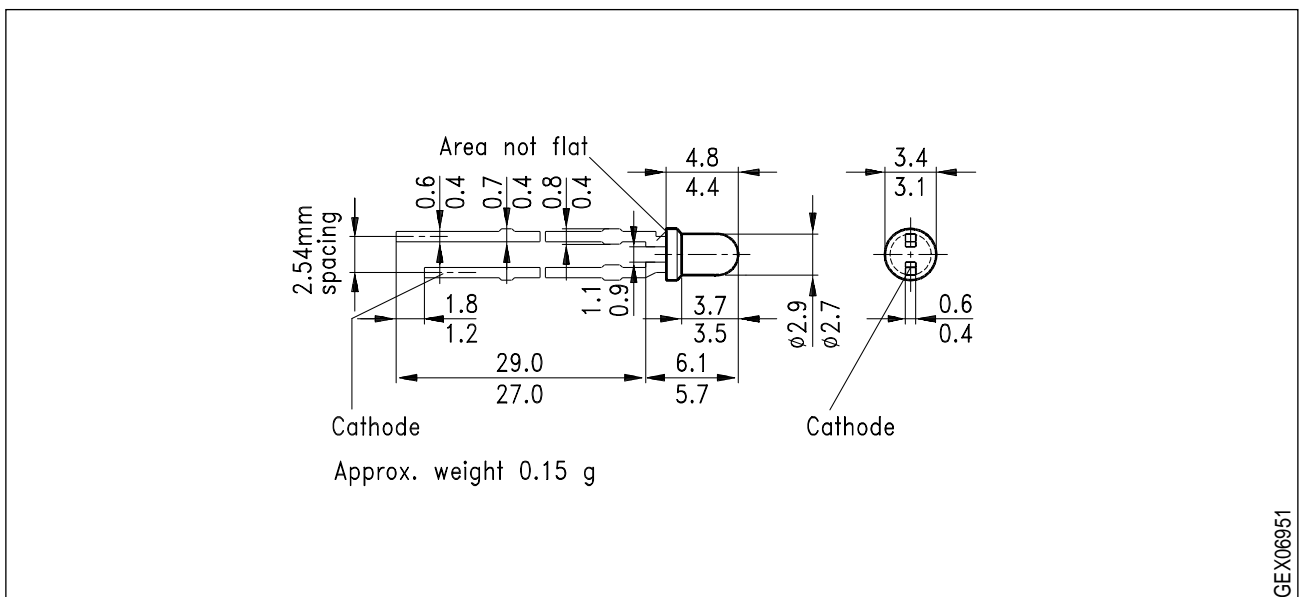 Area not flat
4.8
4.4
3.4
3.1
0.6
0.4
0.7
0.4
0.8
0.4
2.54mm
spacing
1.8
1.2
1.1
0.9
3.7
3.5
ø2.9
ø2.7
0.6
0.4
29.0
27.0
6.1
5.7
Cathode
Cathode
Approx. weight 0.15 g
GEX06951